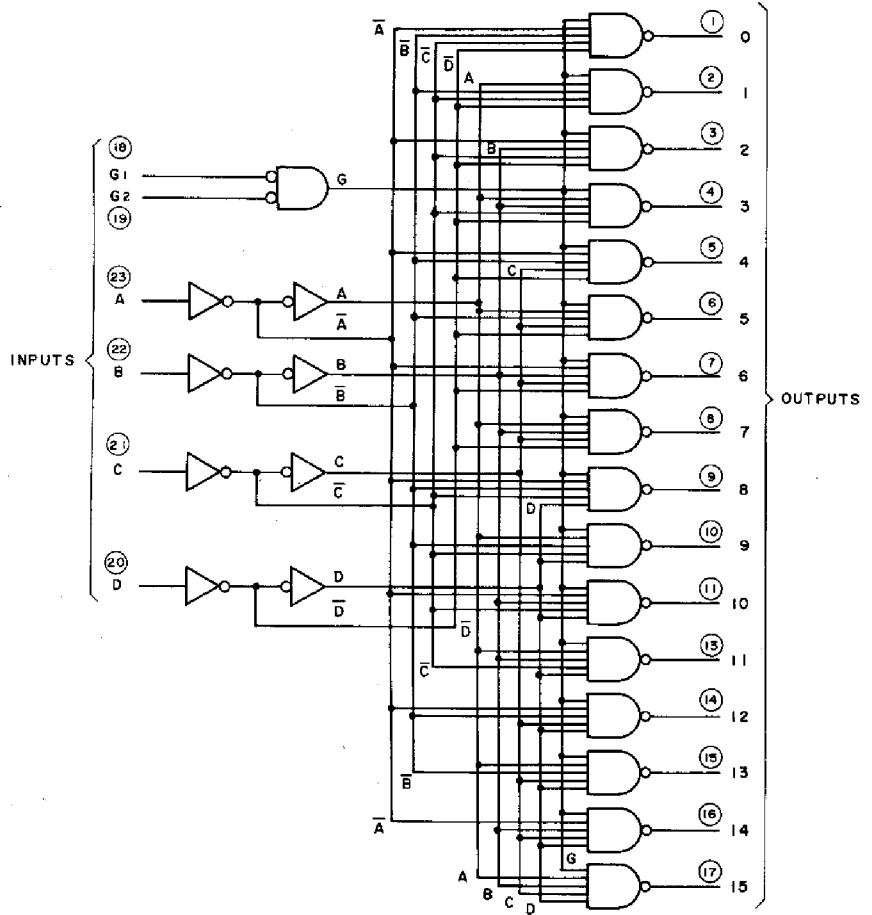 A̅
B̅
C̅
D̅
A
① 0
② 1
B
③ 2
⑱
G1
G2
⑲
G
④ 3
C
⑤ 4
㉓
A
A
A̅
⑥ 5
INPUTS
㉒
B
B
B̅
⑦ 6
OUTPUTS
⑧ 7
㉑
C
C
C̅
D
⑨ 8
⑩ 9
⑳
D
D
D̅
D̅
⑪ 10
C̅
⑬ 11
⑭ 12
B̅
⑮ 13
A̅
⑯ 14
G
A
B
C
D
⑰ 15